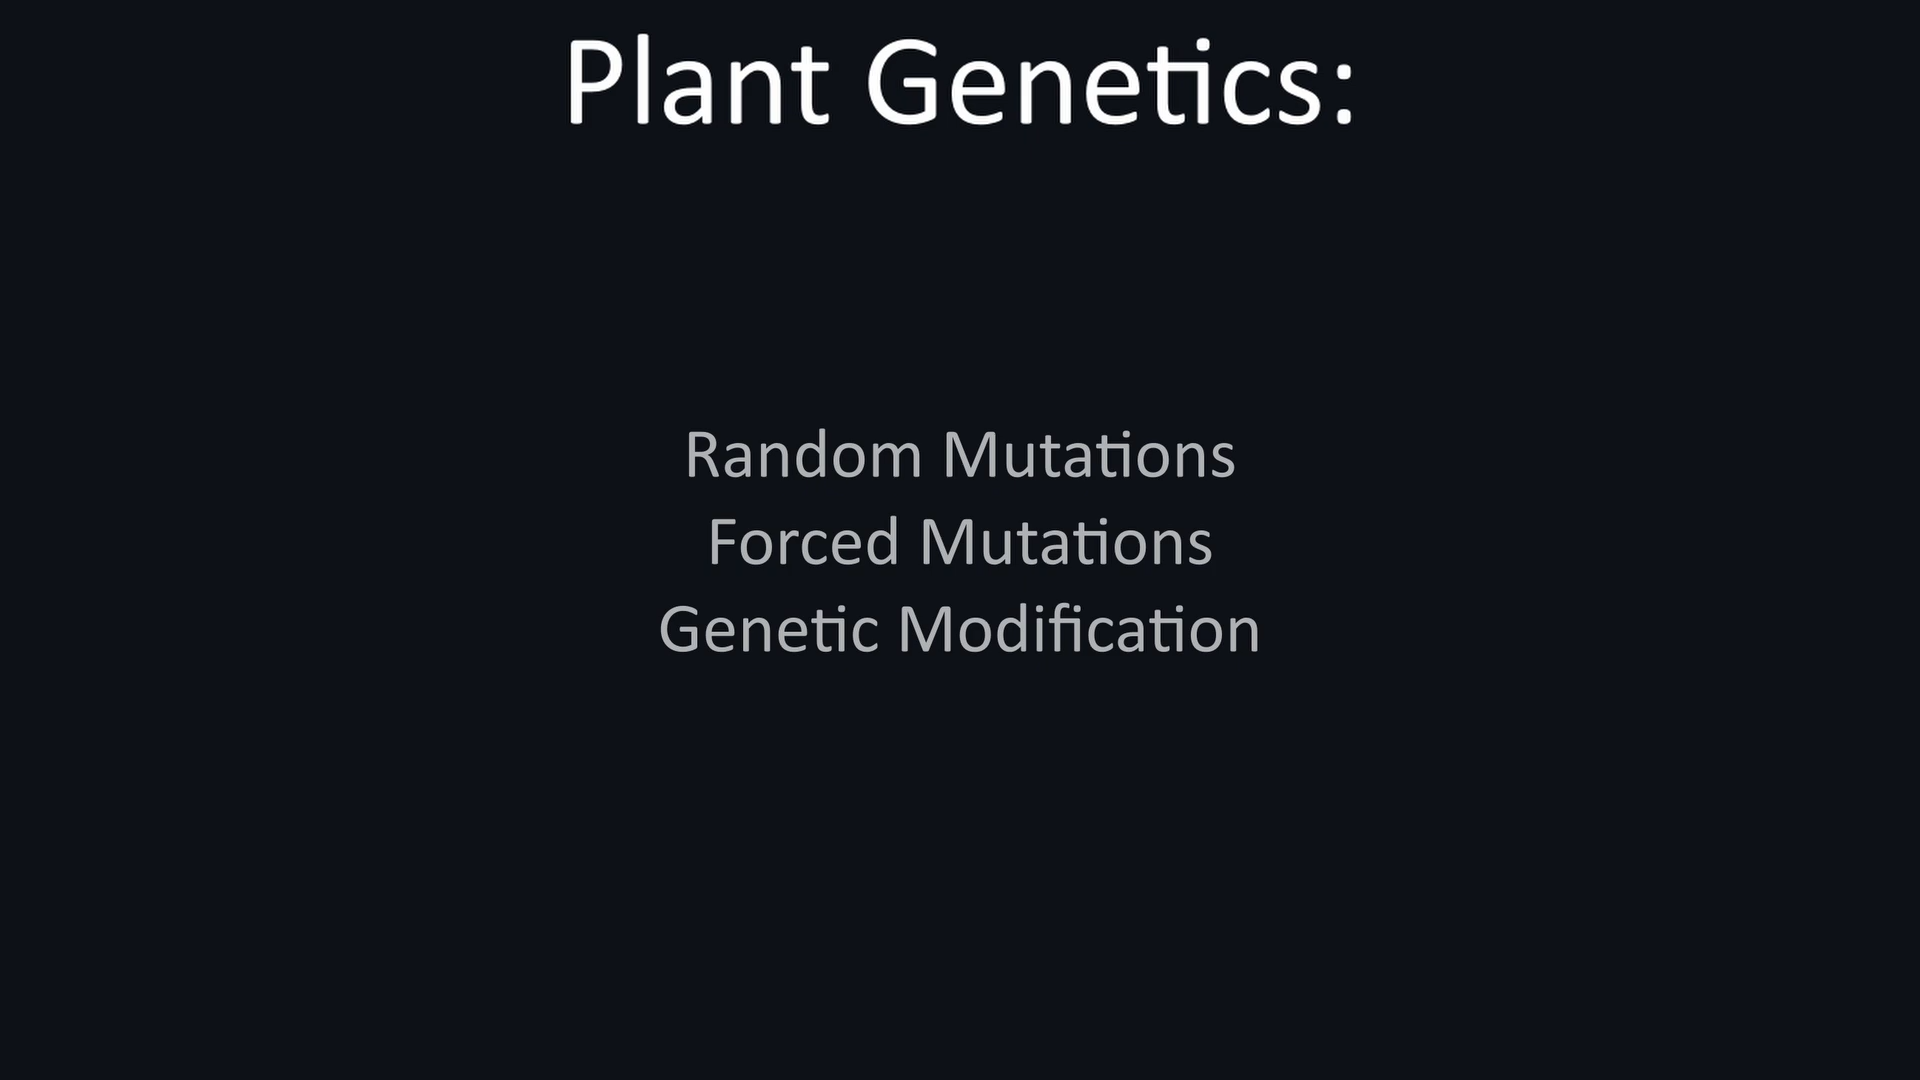 Plant Genetics:
Random Mutations
Forced Mutations
Genetic Modification